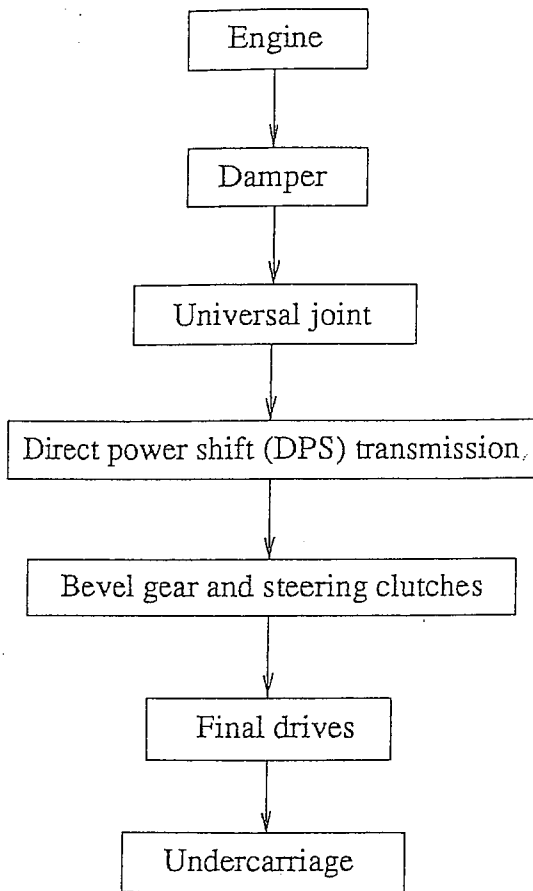 Engine
Damper
Universal joint
Direct power shift (DPS) transmission
Bevel gear and steering clutches
Final drives
Undercarriage